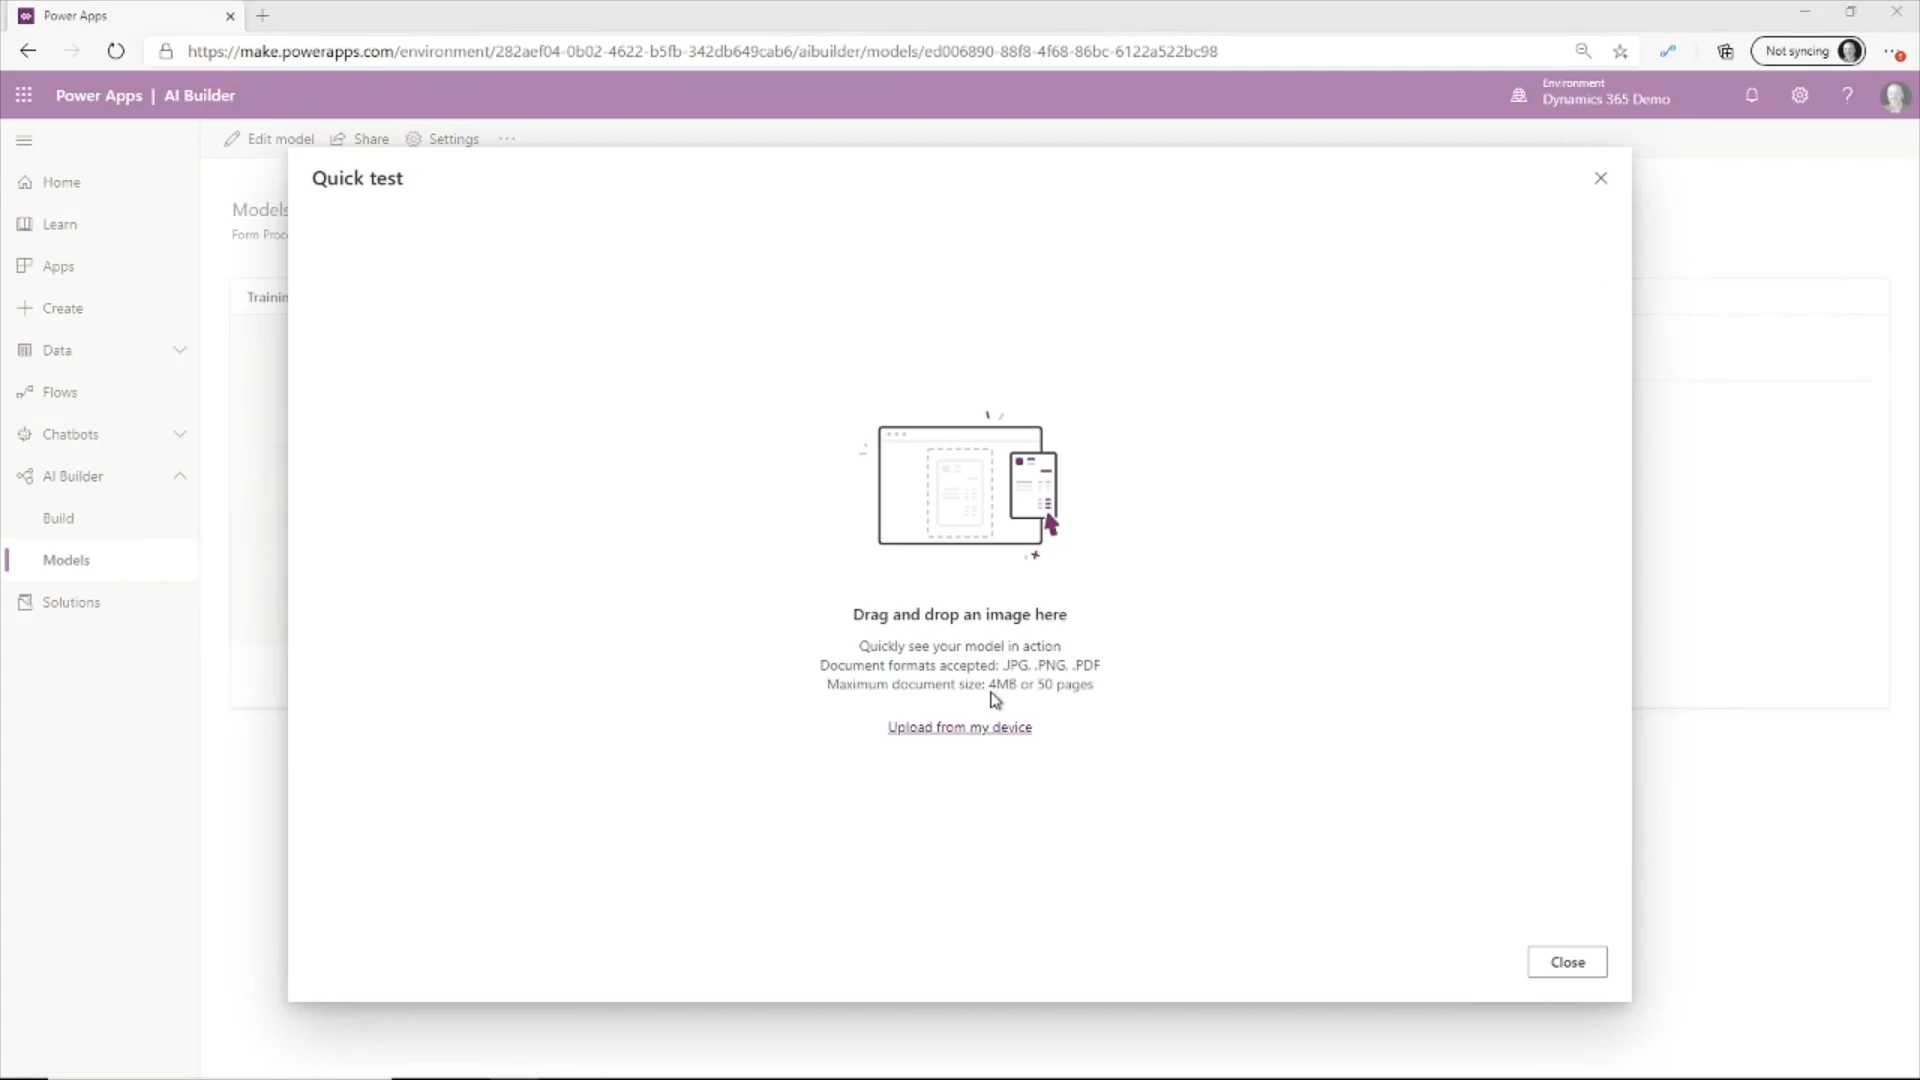 Power Apps
https://make.powerapps.com/environment/282aef04-0b02-4622-b5fb-342db649cab6/aibuilder/models/ed006890-88f8-4f68-86bc-6122a522bc98
Not syncing
Power Apps | AI Builder
Environment
Dynamics 365 Demo
Edit model
Share
Settings
Home
Learn
Apps
Create
Data
Flows
Chatbots
AI Builder
Build
Models
Solutions
Models
Form Proc
Trainin
Quick test
Drag and drop an image here
Quickly see your model in action
Document formats accepted: .JPG, .PNG, .PDF
Maximum document size: 4MB or 50 pages
Upload from my device
Close